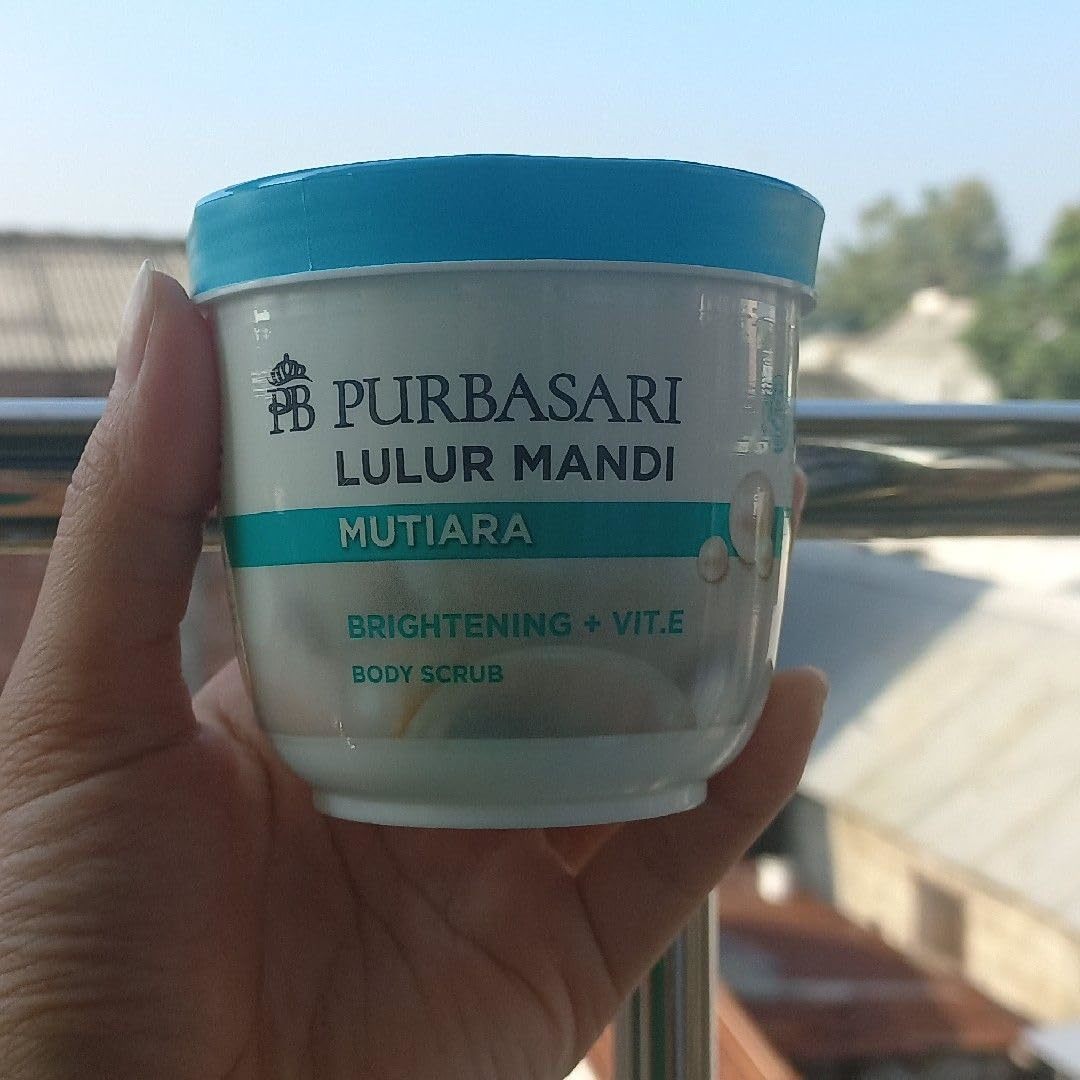 PB PURBASARI
LULUR MANDI
MUTIARA
BRIGHTENING + VIT.E
BODY SCRUB